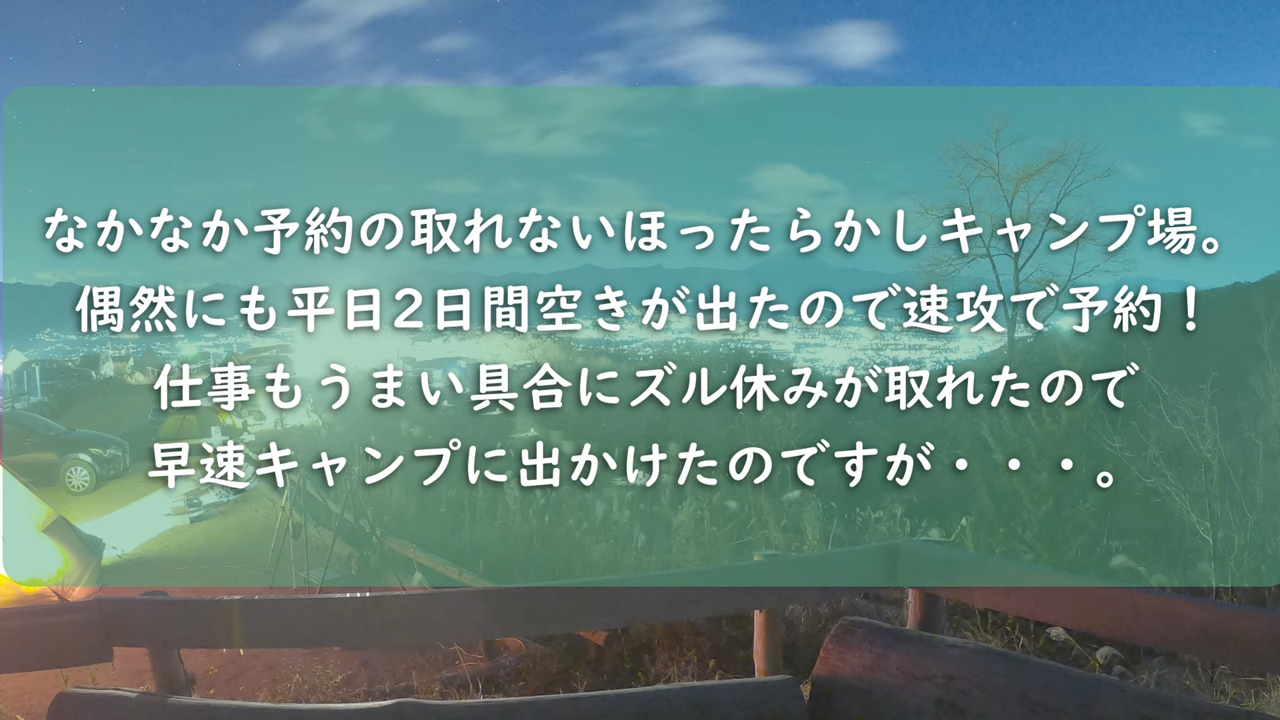 なかなか予約の取れないほったらかしキャンプ場。
偶然にも平日2日間空きが出たので速攻で予約！
仕事もうまい具合にズル休みが取れたので
早速キャンプに出かけたのですが・・・。